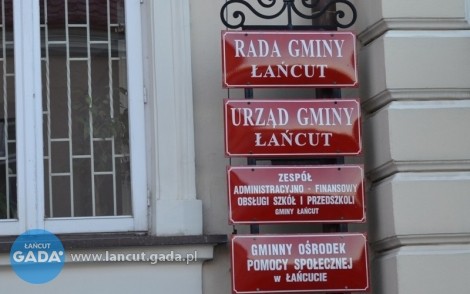 RADA GMINY
ŁAŃCUT
URZĄD GMINY
ŁAŃCUT
ZESPÓŁ
ADMINISTRACYJNO - FINANSOWY
OBSŁUGI SZKÓŁ I PRZEDSZKOLI
GMINY ŁAŃCUT
GMINNY OŚRODEK
POMOCY SPOŁECZNEJ
W ŁAŃCUCIE
ŁAŃCUT
GADA
www.lancut.gada.pl